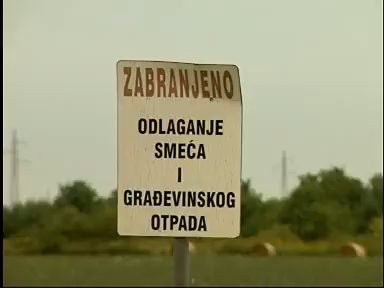 ZABRANJENO
ODLAGANJE
SMEĆA
I
GRAĐEVINSKOG
OTPADA